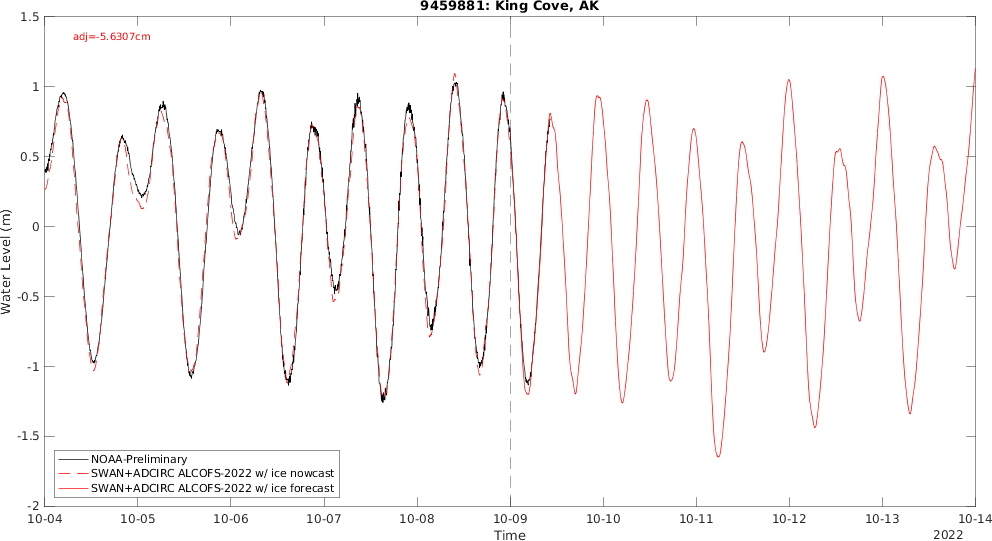 9459881: King Cove, AK
adj=-5.6307cm
1.5
1
0.5
0
-0.5
-1
-1.5
-2
Water Level (m)
NOAA-Preliminary
SWAN+ADCIRC ALCOFS-2022 w/ ice nowcast
SWAN+ADCIRC ALCOFS-2022 w/ ice forecast
10-04 10-05 10-06 10-07 10-08 10-09 10-10 10-11 10-12 10-13 10-14
Time
2022